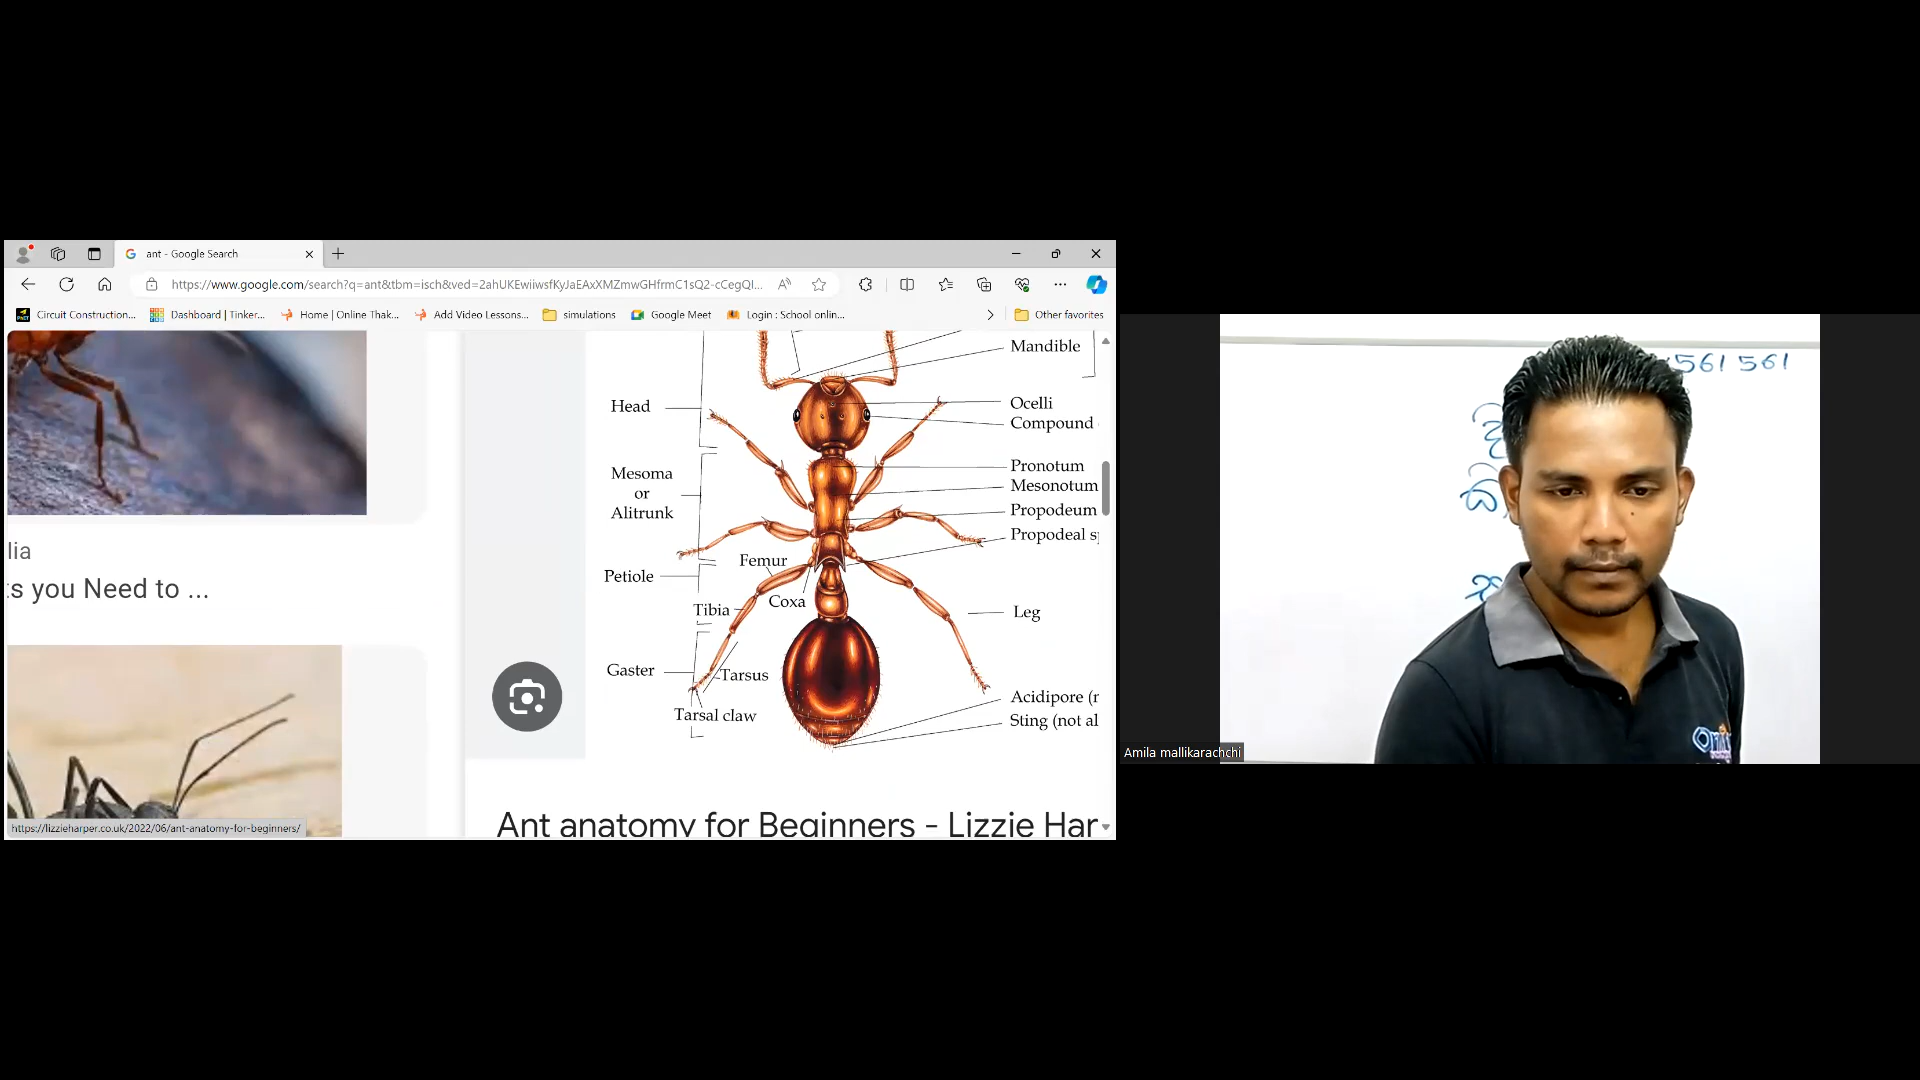 ant - Google Search
https://www.google.com/search?q=ant&tbm=isch&ved=2ahUKEwiiwsfKyJaEAxXMZmwGHfrmC1sQ2-cCegQI...
Circuit Construction...
Dashboard | Tinker...
Home | Online Thak...
Add Video Lessons...
simulations
Google Meet
Login : School onlin...
Other favorites
Mandible
Head
Ocelli
Compound
Mesoma
or
Alitrunk
Pronotum
Mesonotum
Propodeum
Propodeal s
Femur
Petiole
Coxa
Tibia
Leg
Gaster
Tarsus
Tarsal claw
Acidipore (r
Sting (not al
lia
s you Need to ...
Ant anatomy for Beginners - Lizzie Har
https://lizzieharper.co.uk/2022/06/ant-anatomy-for-beginners/
561 561
Amila mallikarachchi